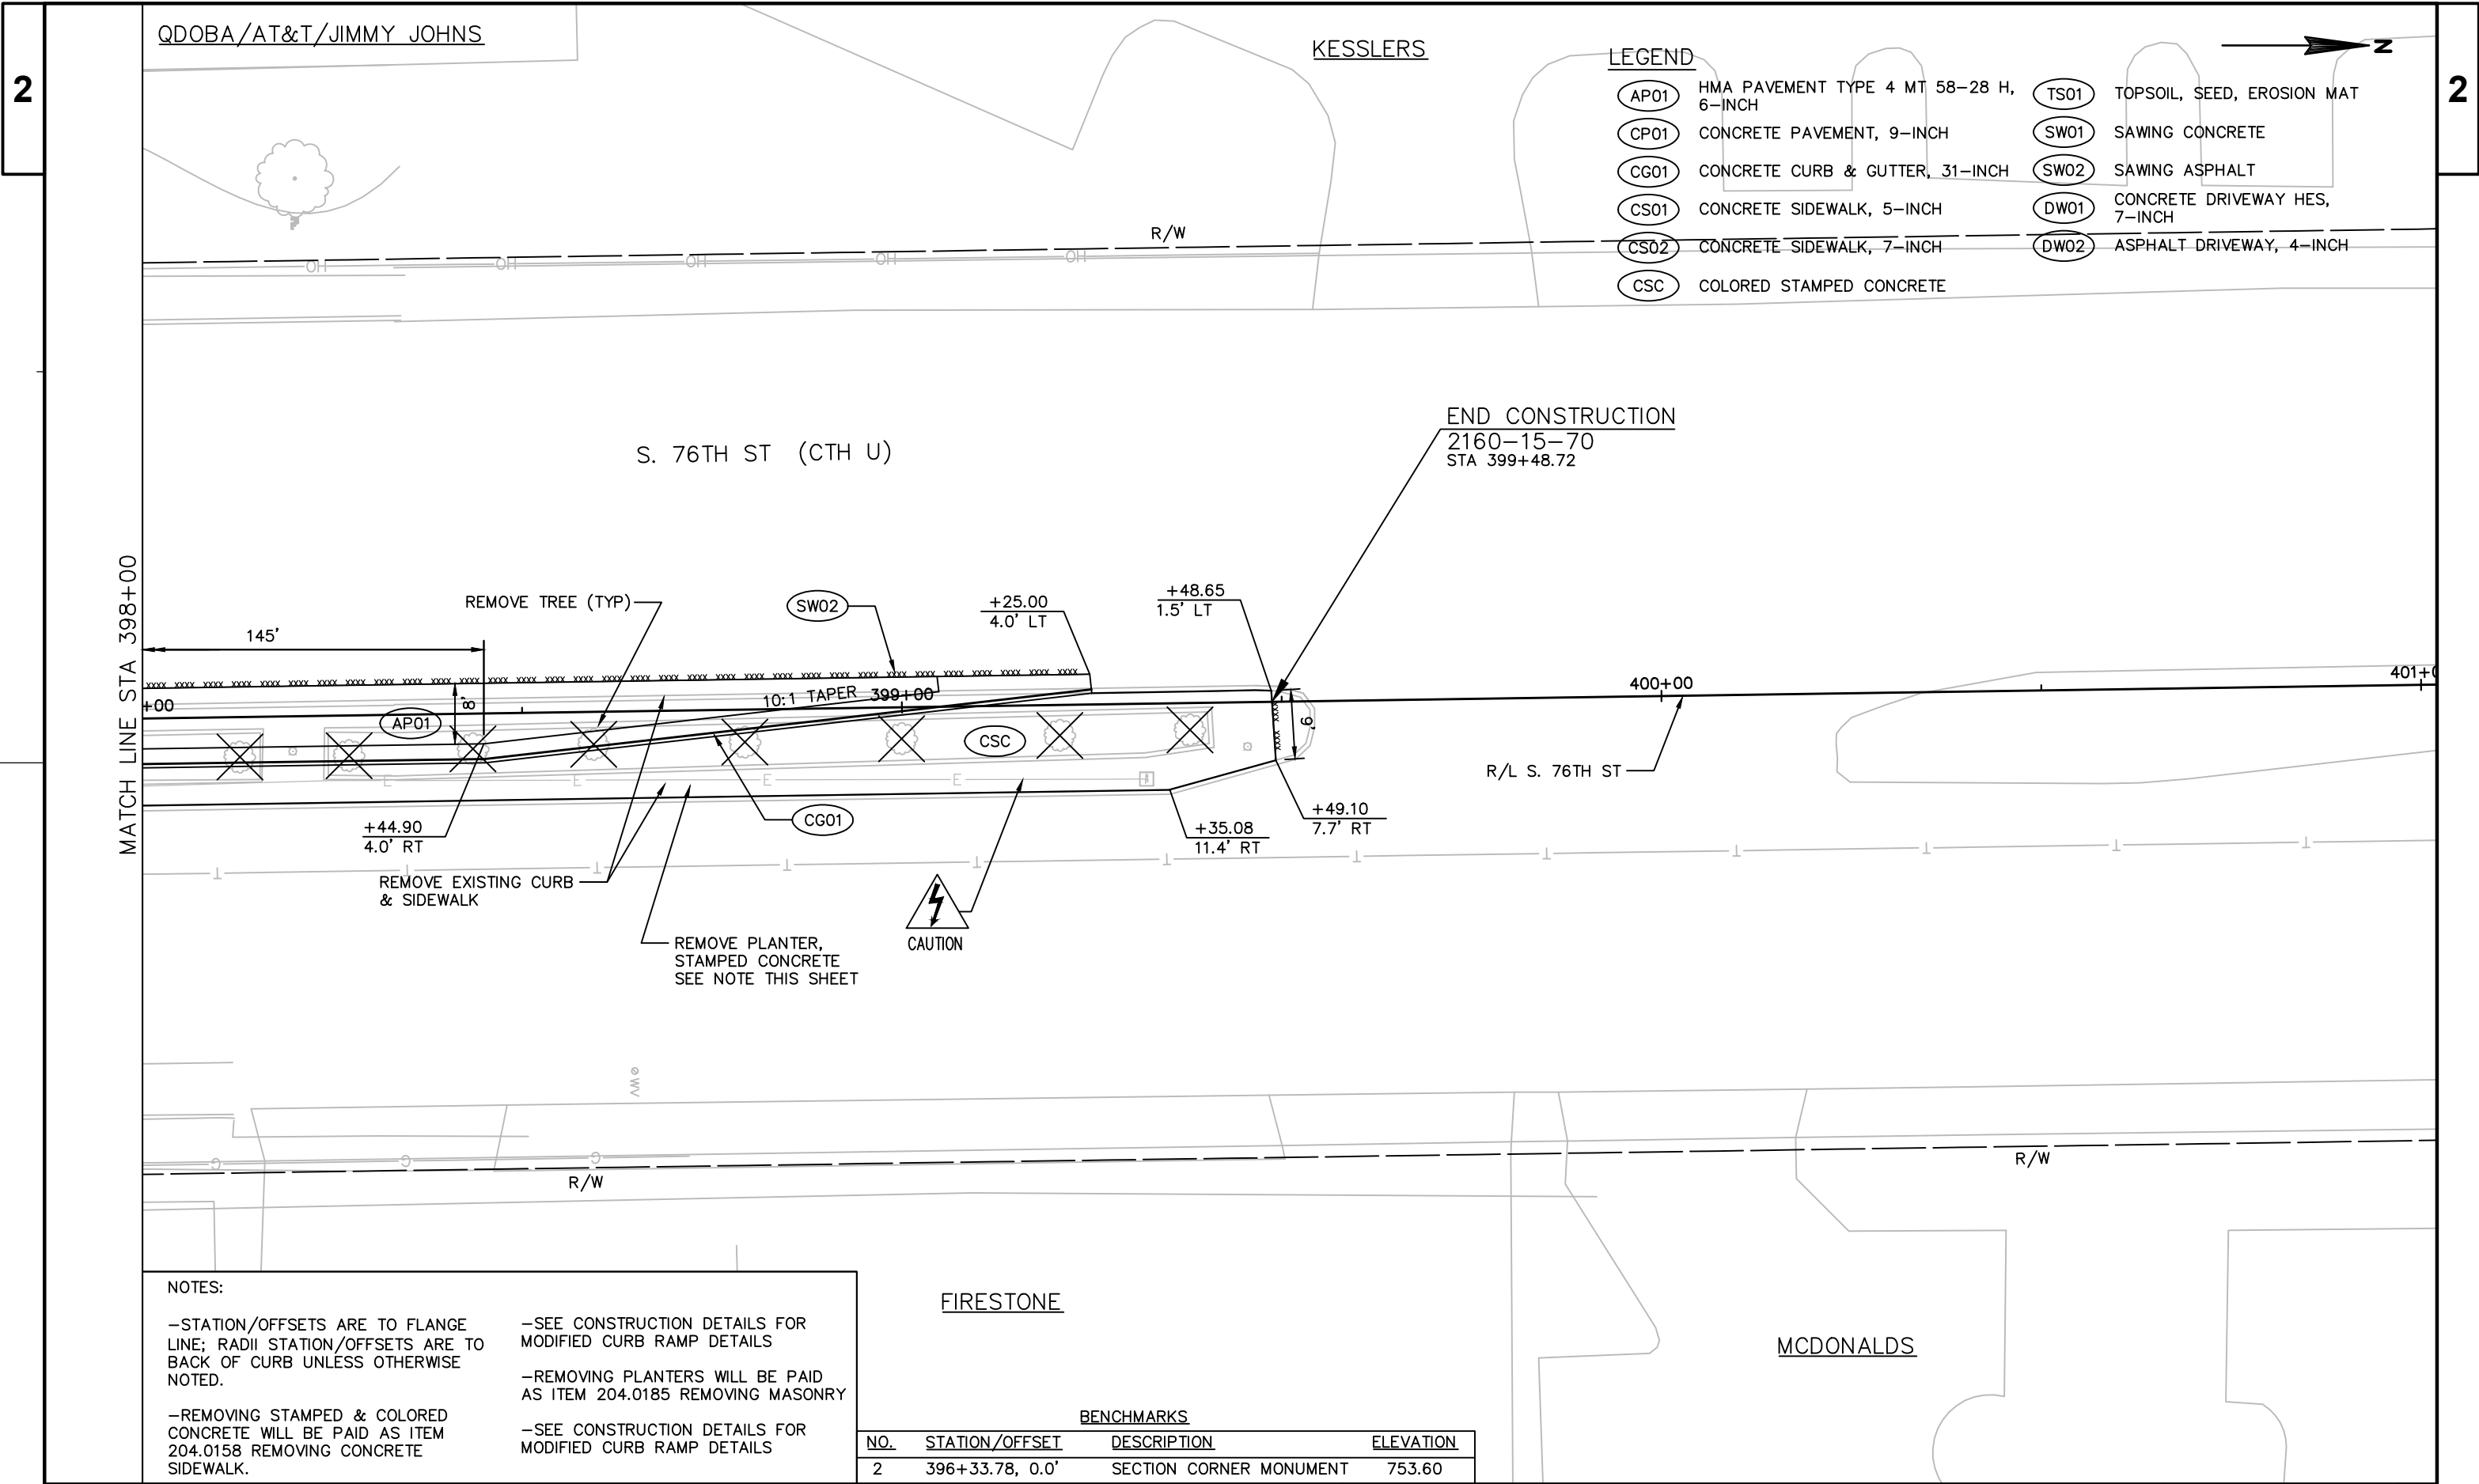 2
2
QDOBA/AT&T/JIMMY JOHNS
KESSLERS
N
LEGEND
AP01 HMA PAVEMENT TYPE 4 MT 58-28 H,
6-INCH
CP01 CONCRETE PAVEMENT, 9-INCH
CG01 CONCRETE CURB & GUTTER, 31-INCH
CS01 CONCRETE SIDEWALK, 5-INCH
CS02 CONCRETE SIDEWALK, 7-INCH
CSC COLORED STAMPED CONCRETE
TS01 TOPSOIL, SEED, EROSION MAT
SW01 SAWING CONCRETE
SW02 SAWING ASPHALT
DW01 CONCRETE DRIVEWAY HES,
7-INCH
DW02 ASPHALT DRIVEWAY, 4-INCH
R/W
OH OH OH OH OH
S. 76TH ST (CTH U)
END CONSTRUCTION
2160-15-70
STA 399+48.72
MATCH LINE STA 398+00
145'
REMOVE TREE (TYP)
SW02
+25.00
4.0' LT
+48.65
1.5' LT
8'
10:1 TAPER
399+00
+00
AP01
CSC
9'
400+00
401+0
R/L S. 76TH ST
E E E E
+44.90
4.0' RT
CG01
+35.08
11.4' RT
+49.10
7.7' RT
T T T T T T T T T T T T
REMOVE EXISTING CURB
& SIDEWALK
CAUTION
REMOVE PLANTER,
STAMPED CONCRETE
SEE NOTE THIS SHEET
WV
G G G
R/W
R/W
NOTES:
-STATION/OFFSETS ARE TO FLANGE
LINE; RADII STATION/OFFSETS ARE TO
BACK OF CURB UNLESS OTHERWISE
NOTED.
-REMOVING STAMPED & COLORED
CONCRETE WILL BE PAID AS ITEM
204.0158 REMOVING CONCRETE
SIDEWALK.
-SEE CONSTRUCTION DETAILS FOR
MODIFIED CURB RAMP DETAILS
-REMOVING PLANTERS WILL BE PAID
AS ITEM 204.0185 REMOVING MASONRY
-SEE CONSTRUCTION DETAILS FOR
MODIFIED CURB RAMP DETAILS
FIRESTONE
MCDONALDS
BENCHMARKS
NO. STATION/OFFSET DESCRIPTION ELEVATION
2 396+33.78, 0.0' SECTION CORNER MONUMENT 753.60